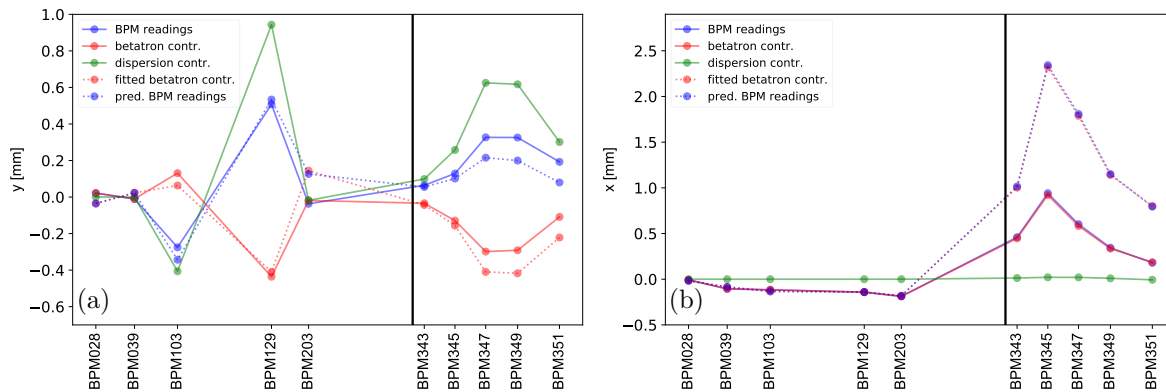 1.0
0.8
0.6
0.4
0.2
0.0
−0.2
−0.4
−0.6
y [mm]
BPM readings
betatron contr.
dispersion contr.
fitted betatron contr.
pred. BPM readings
(a)
BPM028
BPM039
BPM103
BPM129
BPM203
BPM343
BPM345
BPM347
BPM349
BPM351
2.5
2.0
1.5
1.0
0.5
0.0
−0.5
x [mm]
BPM readings
betatron contr.
dispersion contr.
fitted betatron contr.
pred. BPM readings
(b)
BPM028
BPM039
BPM103
BPM129
BPM203
BPM343
BPM345
BPM347
BPM349
BPM351